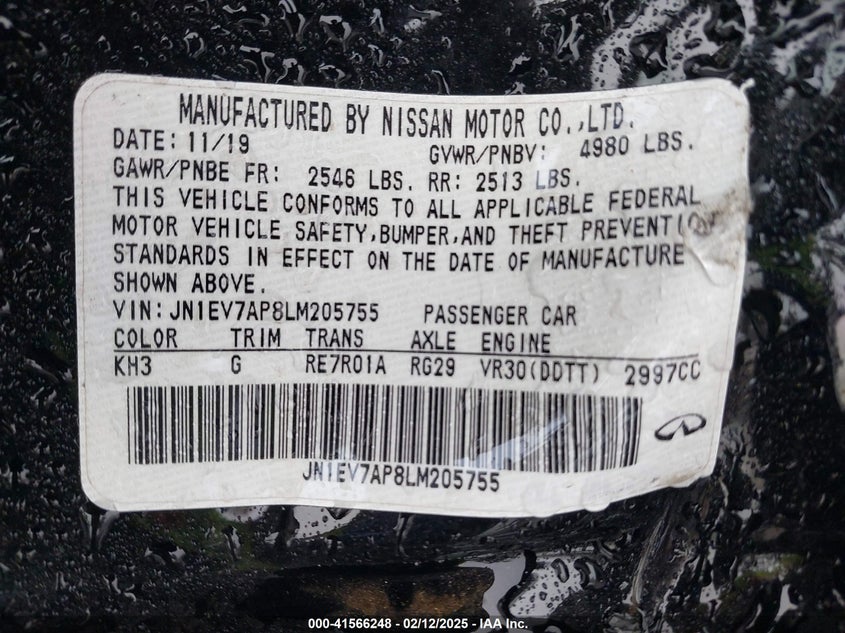 MANUFACTURED BY NISSAN MOTOR CO.,LTD.
DATE: 11/19 GVWR/PNBV: 4980 LBS.
GAWR/PNBE FR: 2546 LBS. RR: 2513 LBS.
THIS VEHICLE CONFORMS TO ALL APPLICABLE FEDERAL
MOTOR VEHICLE SAFETY,BUMPER,AND THEFT PREVENTION
STANDARDS IN EFFECT ON THE DATE OF MANUFACTURE
SHOWN ABOVE.
VIN: JN1EV7AP8LM205755 PASSENGER CAR
COLOR TRIM TRANS AXLE ENGINE
KH3 G RE7R01A RG29 VR30(DDTT) 2997CC
JN1EV7AP8LM205755
000-41566248 - 02/12/2025 - IAA Inc.